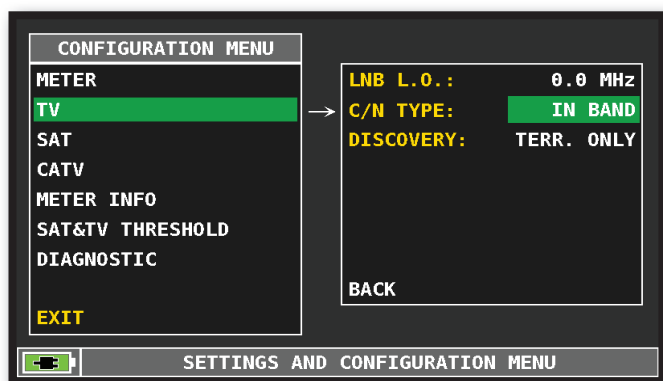 CONFIGURATION MENU
METER
TV
SAT
CATV
METER INFO
SAT&TV THRESHOLD
DIAGNOSTIC
EXIT
→
LNB L.O.: 0.0 MHz
C/N TYPE: IN BAND
DISCOVERY: TERR. ONLY
BACK
SETTINGS AND CONFIGURATION MENU